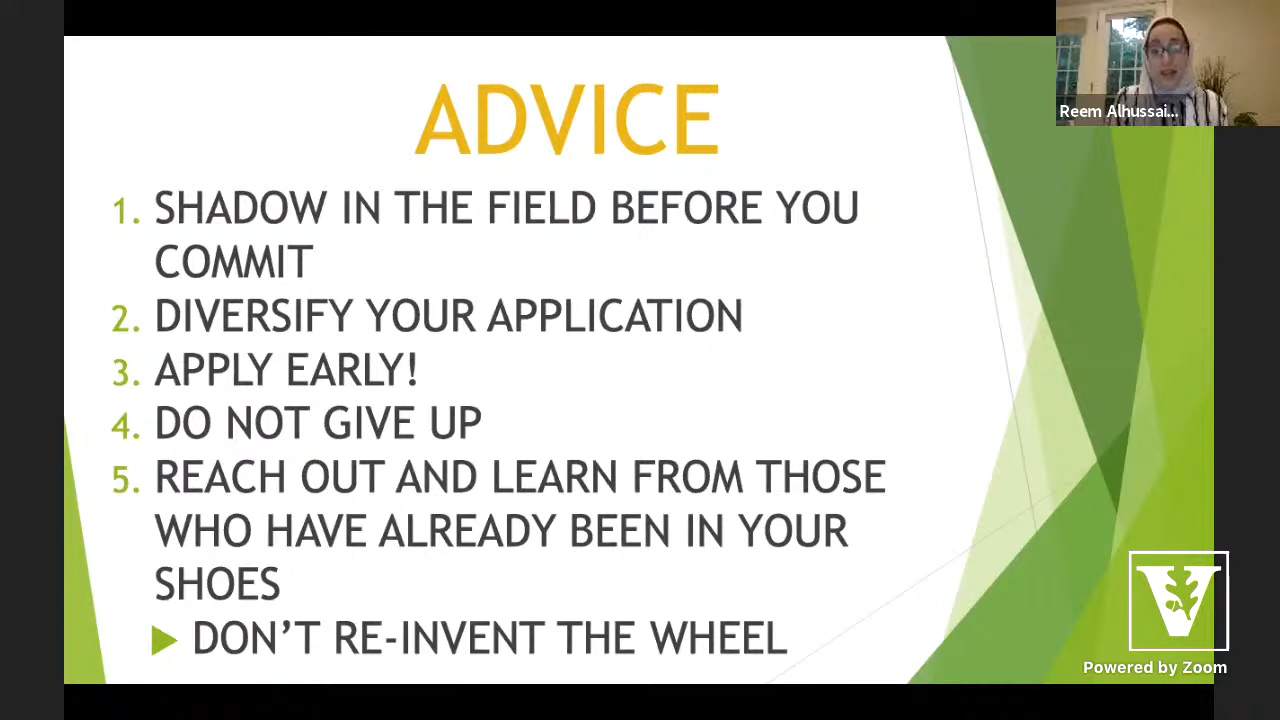 Reem Alhussai...
ADVICE
1. SHADOW IN THE FIELD BEFORE YOU
COMMIT
2. DIVERSIFY YOUR APPLICATION
3. APPLY EARLY!
4. DO NOT GIVE UP
5. REACH OUT AND LEARN FROM THOSE
WHO HAVE ALREADY BEEN IN YOUR
SHOES
DON’T RE-INVENT THE WHEEL
V
Powered by Zoom